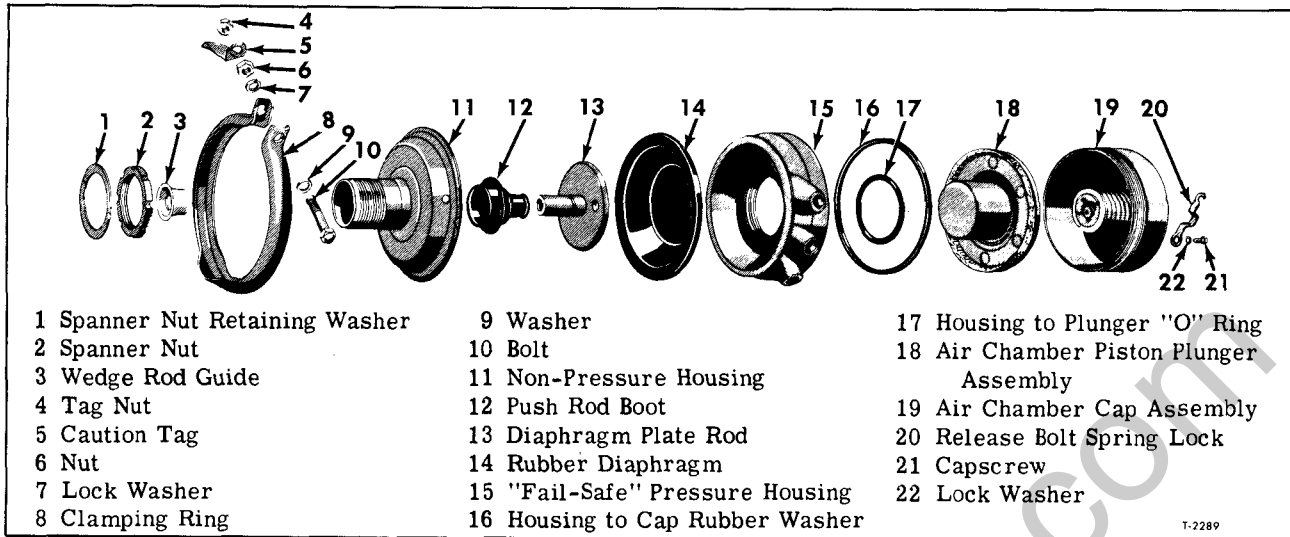 4
5
6
7
1 2 3 8 9 10 11 12 13 14 15 16 17 18 19 20
22 21
1 Spanner Nut Retaining Washer
2 Spanner Nut
3 Wedge Rod Guide
4 Tag Nut
5 Caution Tag
6 Nut
7 Lock Washer
8 Clamping Ring
9 Washer
10 Bolt
11 Non-Pressure Housing
12 Push Rod Boot
13 Diaphragm Plate Rod
14 Rubber Diaphragm
15 "Fail-Safe" Pressure Housing
16 Housing to Cap Rubber Washer
17 Housing to Plunger "O" Ring
18 Air Chamber Piston Plunger
Assembly
19 Air Chamber Cap Assembly
20 Release Bolt Spring Lock
21 Capscrew
22 Lock Washer
T-2289
com